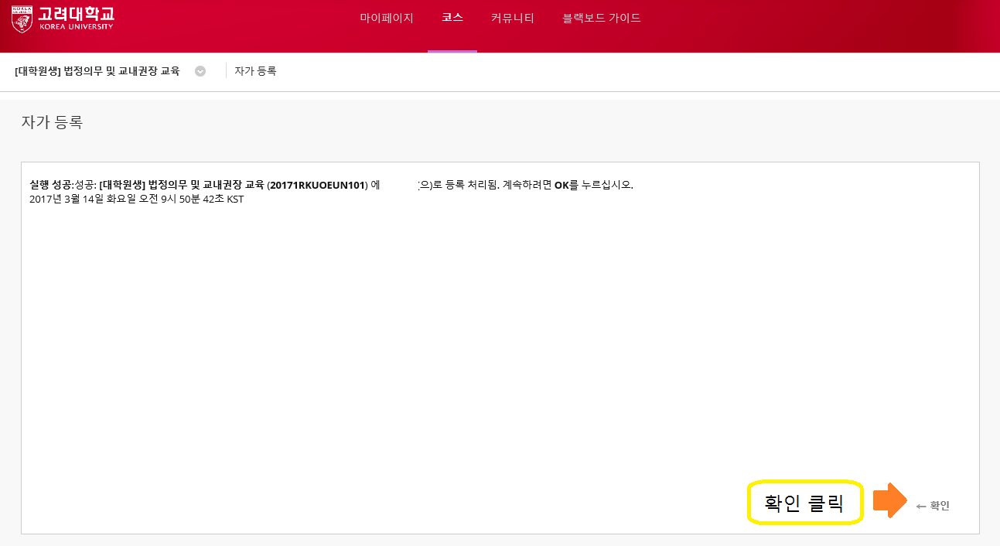 KOREA
고려대학교
KOREA UNIVERSITY
마이페이지 코스 커뮤니티 블랙보드 가이드
[대학원생] 법정의무 및 교내권장 교육 자가 등록
자가 등록
실행 성공:성공: [대학원생] 법정의무 및 교내권장 교육 (20171RKUOEUN101) 에 (으)로 등록 처리됨. 계속하려면 OK를 누르십시오.
2017년 3월 14일 화요일 오전 9시 50분 42초 KST
확인 클릭
← 확인